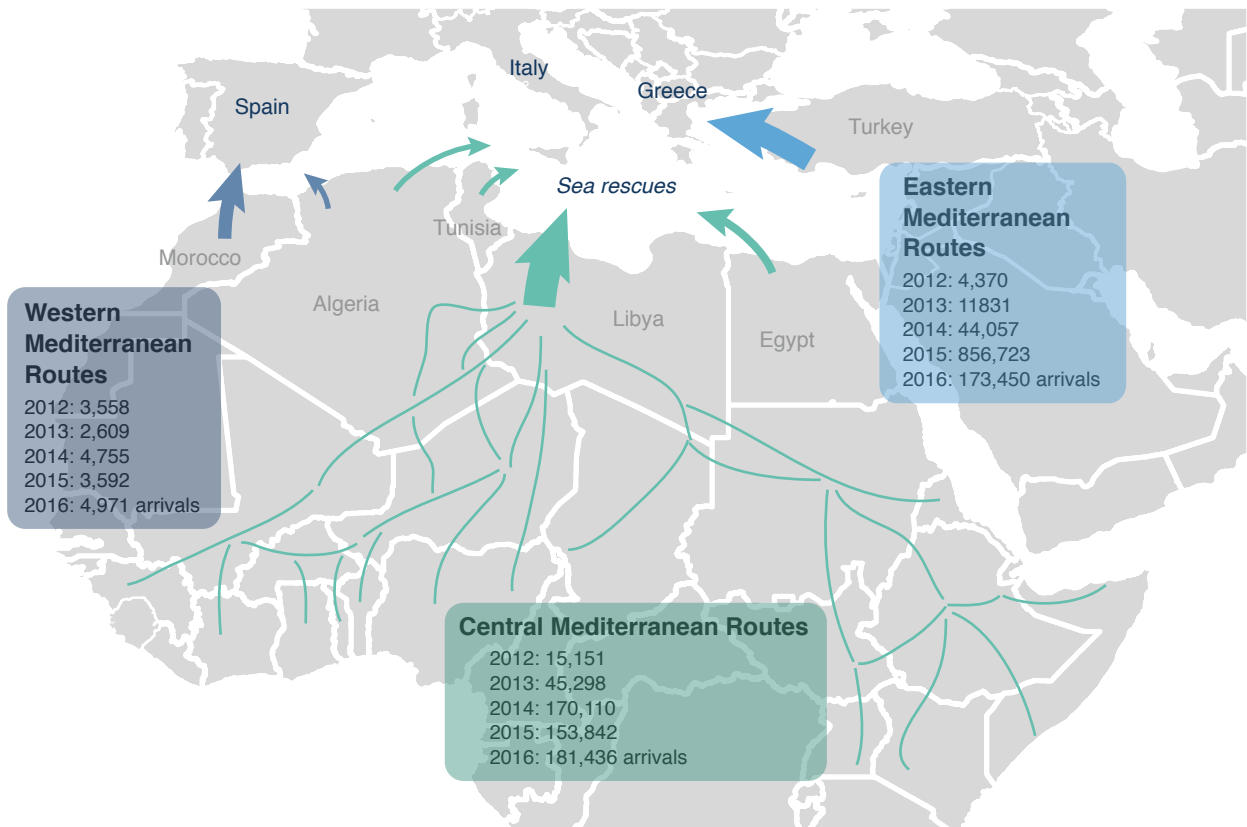 Italy
Greece
Spain
Turkey
Sea rescues
Tunisia
Morocco
Algeria
Libya
Egypt
Eastern
Mediterranean
Routes
2012: 4,370
2013: 11831
2014: 44,057
2015: 856,723
2016: 173,450 arrivals
Western
Mediterranean
Routes
2012: 3,558
2013: 2,609
2014: 4,755
2015: 3,592
2016: 4,971 arrivals
Central Mediterranean Routes
2012: 15,151
2013: 45,298
2014: 170,110
2015: 153,842
2016: 181,436 arrivals